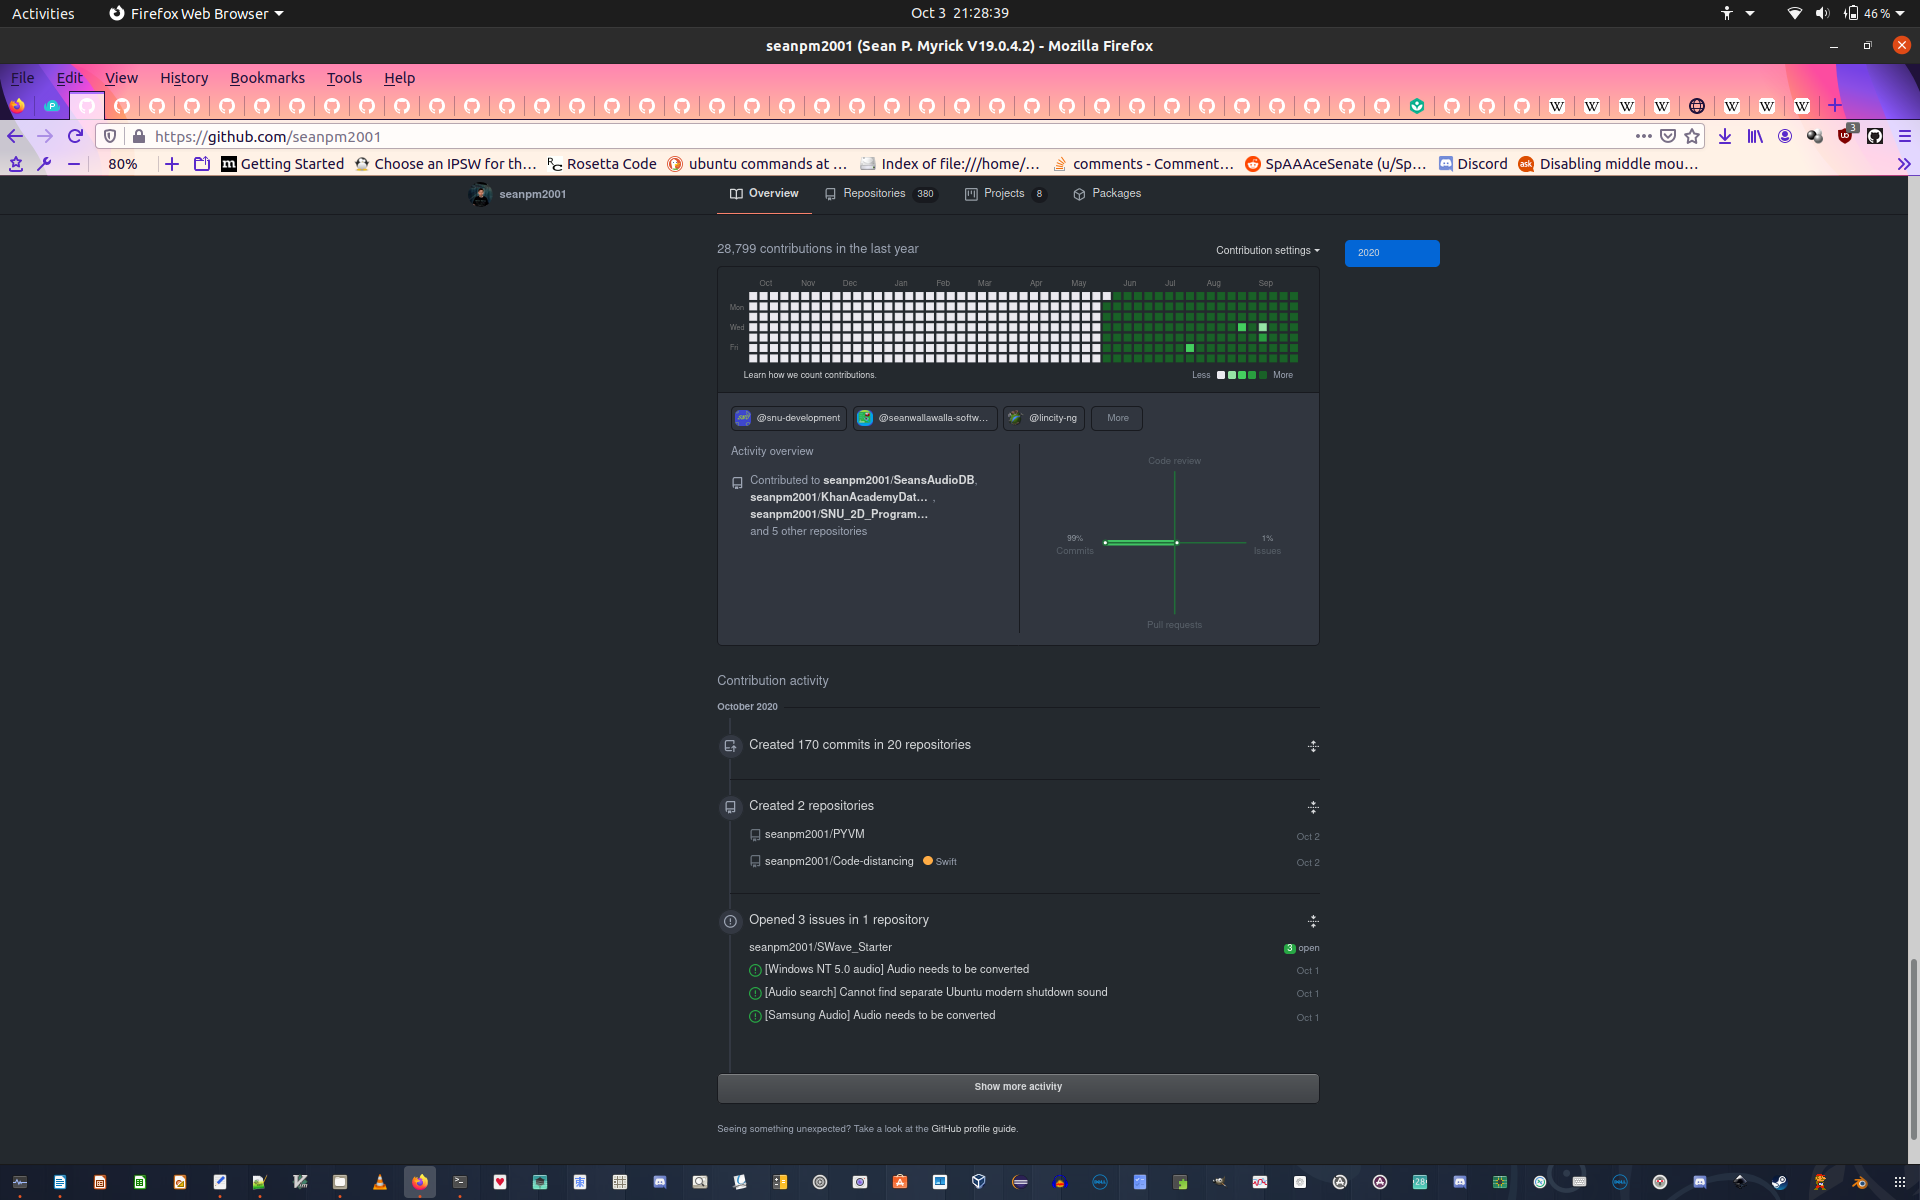 Activities
Firefox Web Browser
Oct 3 21:28:39
46 %
seanpm2001 (Sean P. Myrick V19.0.4.2) - Mozilla Firefox
File Edit View History Bookmarks Tools Help
https://github.com/seanpm2001
3
80%
Getting Started
Choose an IPSW for th…
Rosetta Code
ubuntu commands at …
Index of file:///home/…
comments - Comment…
SpAAAceSenate (u/Sp…
Discord
Disabling middle mou…
seanpm2001
Overview
Repositories 380
Projects 8
Packages
28,799 contributions in the last year
Contribution settings
2020
Oct Nov Dec Jan Feb Mar Apr May Jun Jul Aug Sep
Mon
Wed
Fri
Learn how we count contributions.
Less
More
@snu-development
@seanwallawalla-softw…
@lincity-ng
More
Activity overview
Contributed to seanpm2001/SeansAudioDB,
seanpm2001/KhanAcademyDat… ,
seanpm2001/SNU_2D_Program…
and 5 other repositories
Code review
99%
Commits
1%
Issues
Pull requests
Contribution activity
October 2020
Created 170 commits in 20 repositories
Created 2 repositories
seanpm2001/PYVM
Oct 2
seanpm2001/Code-distancing Swift
Oct 2
Opened 3 issues in 1 repository
seanpm2001/SWave_Starter
3 open
[Windows NT 5.0 audio] Audio needs to be converted
Oct 1
[Audio search] Cannot find separate Ubuntu modern shutdown sound
Oct 1
[Samsung Audio] Audio needs to be converted
Oct 1
Show more activity
Seeing something unexpected? Take a look at the GitHub profile guide.